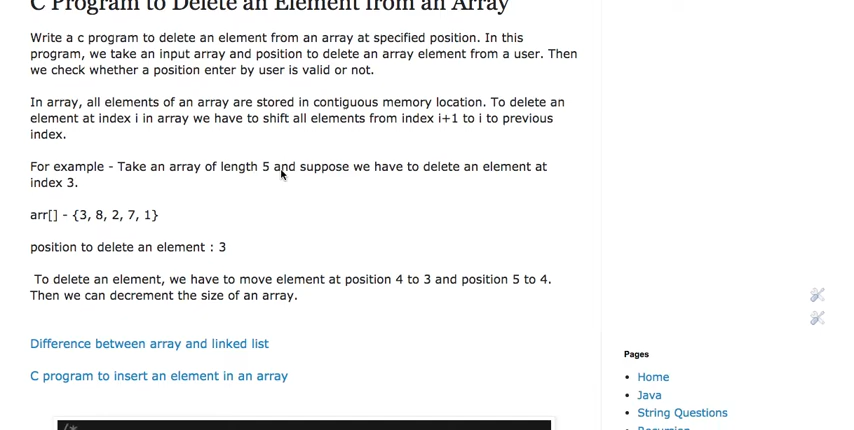 C Program to Delete an Element from an Array
Write a c program to delete an element from an array at specified position. In this
program, we take an input array and position to delete an array element from a user. Then
we check whether a position enter by user is valid or not.
In array, all elements of an array are stored in contiguous memory location. To delete an
element at index i in array we have to shift all elements from index i+1 to i to previous
index.
For example - Take an array of length 5 and suppose we have to delete an element at
index 3.
arr[] - {3, 8, 2, 7, 1}
position to delete an element : 3
To delete an element, we have to move element at position 4 to 3 and position 5 to 4.
Then we can decrement the size of an array.
Difference between array and linked list
C program to insert an element in an array
/*
Pages
Home
Java
String Questions
Recursion